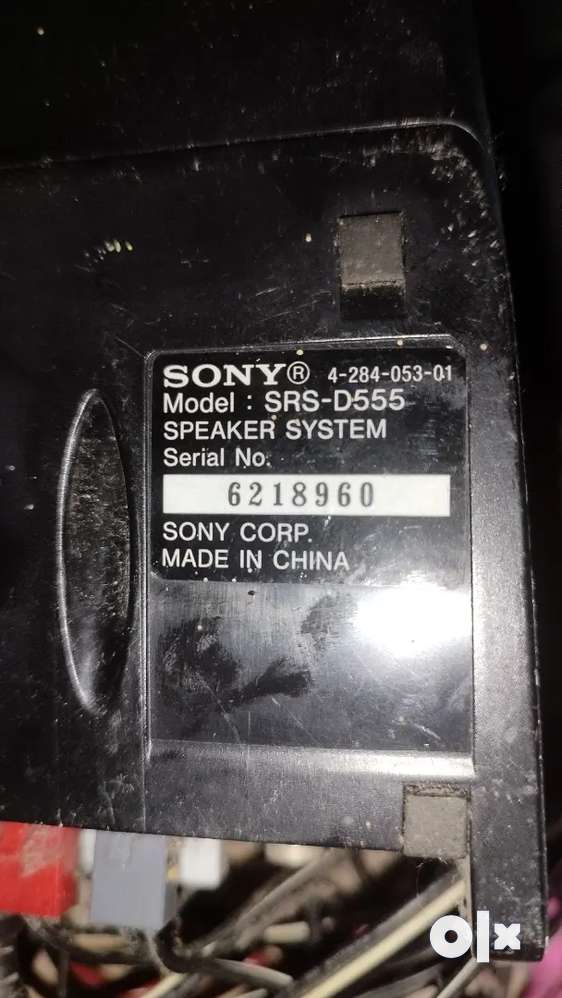 SONY® 4-284-053-01
Model : SRS-D555
SPEAKER SYSTEM
Serial No.
6218960
SONY CORP.
MADE IN CHINA
olx